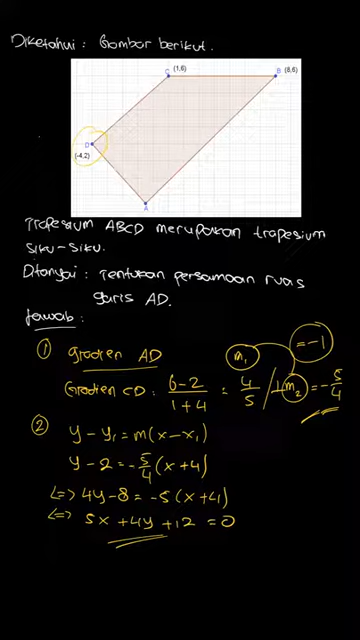 Diketahui : Gambar berikut.
C (1,6)
B (8,6)
D
(-4,2)
A
Trapesium ABCD merupakan trapesium
siku-siku.
Ditanyai : Tentukan persamaan ruas
garis AD.
Jawab :
① gradien AD
m₁ = -1
Gradien CD : 6-2 / 1+4 = 4/5 / m₂ = -5/4
② y - y₁ = m(x - x₁)
y - 2 = -5/4 (x + 4)
<=> 4y - 8 = -5 (x + 4)
<=> 5x + 4y + 12 = 0